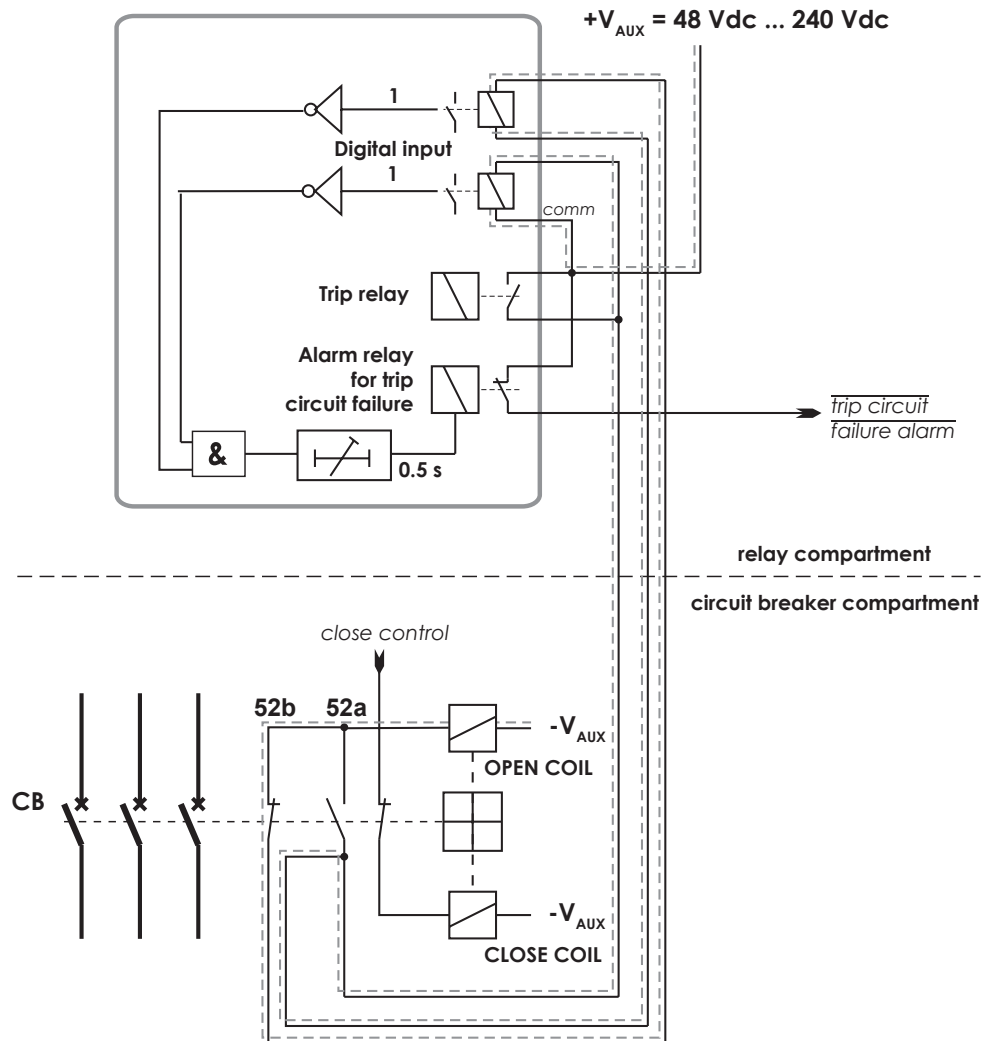 +VAUX = 48 Vdc ... 240 Vdc
1
Digital input
1
comm
Trip relay
Alarm relay
for trip
circuit failure
trip circuit
failure alarm
&
0.5 s
relay compartment
circuit breaker compartment
close control
52b 52a
-VAUX
OPEN COIL
CB
-VAUX
CLOSE COIL